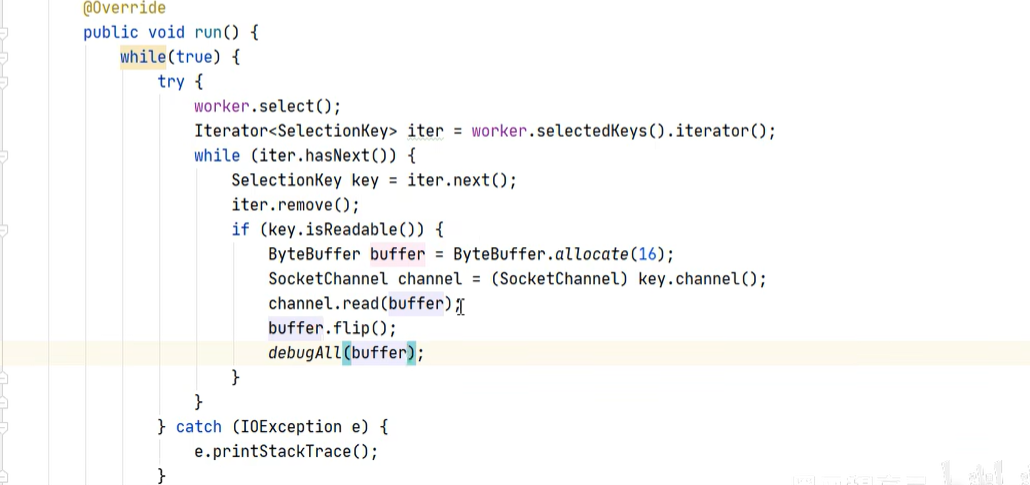 @Override
public void run() {
while(true) {
try {
worker.select();
Iterator<SelectionKey> iter = worker.selectedKeys().iterator();
while (iter.hasNext()) {
SelectionKey key = iter.next();
iter.remove();
if (key.isReadable()) {
ByteBuffer buffer = ByteBuffer.allocate(16);
SocketChannel channel = (SocketChannel) key.channel();
channel.read(buffer);
buffer.flip();
debugAll(buffer);
}
}
} catch (IOException e) {
e.printStackTrace();
}